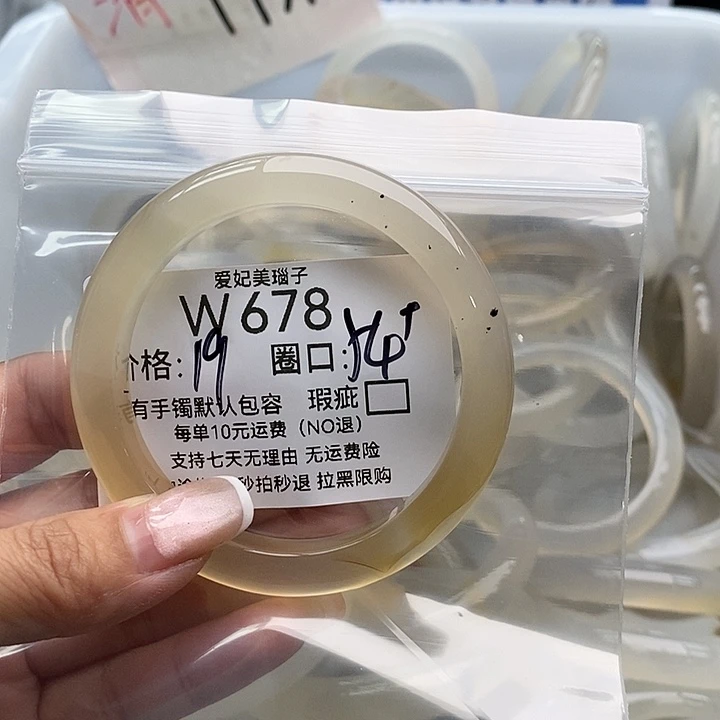 爱妃美瑙子
W678
价格:19 圈口:54+
有手镯默认包容 瑕疵
每单10元运费（NO退）
支持七天无理由 无运费险
秒拍秒退 拉黑限购